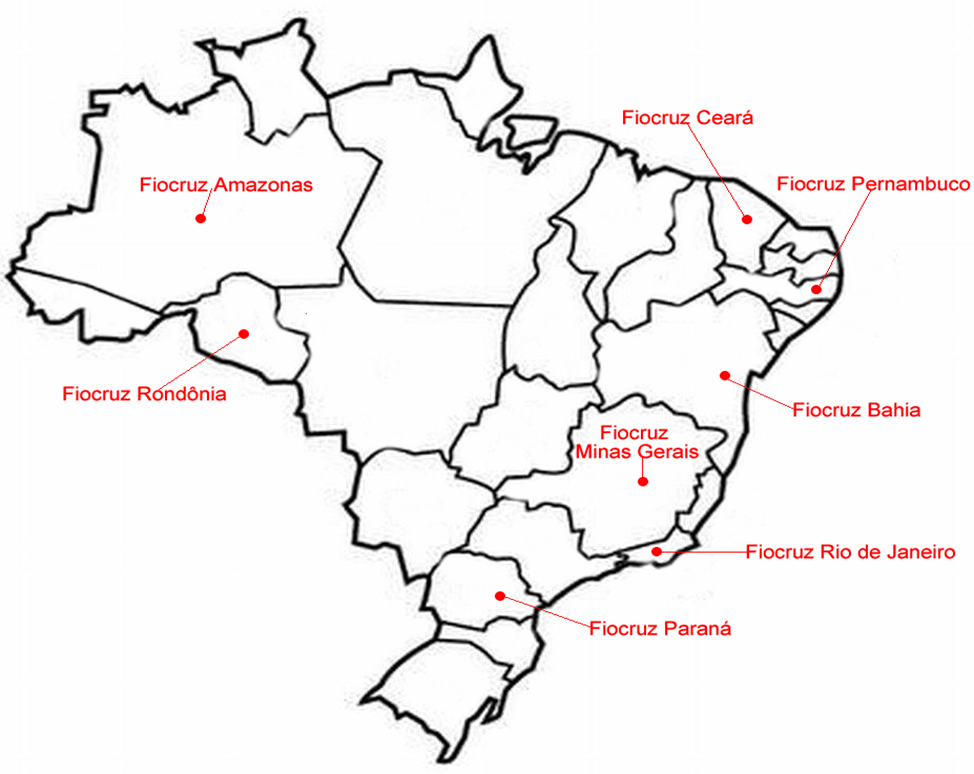 Fiocruz Ceará
Fiocruz Amazonas
Fiocruz Pernambuco
Fiocruz Rondônia
Fiocruz Bahia
Fiocruz
Minas Gerais
Fiocruz Rio de Janeiro
Fiocruz Paraná